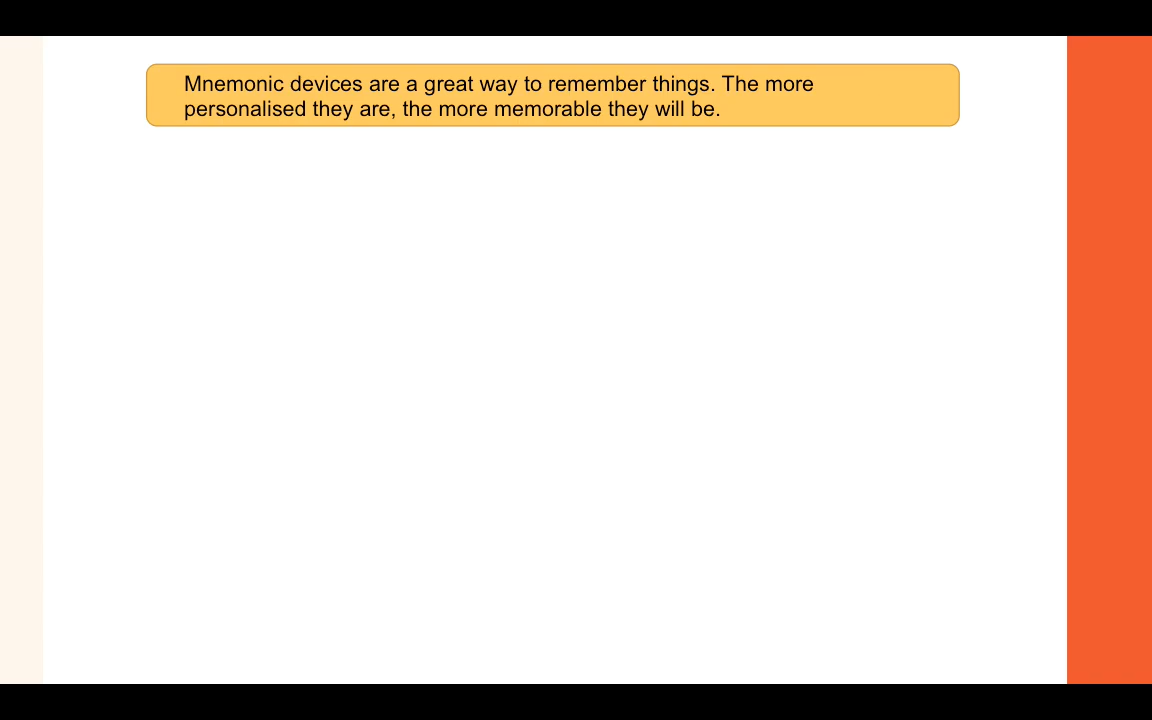 Mnemonic devices are a great way to remember things. The more
personalised they are, the more memorable they will be.